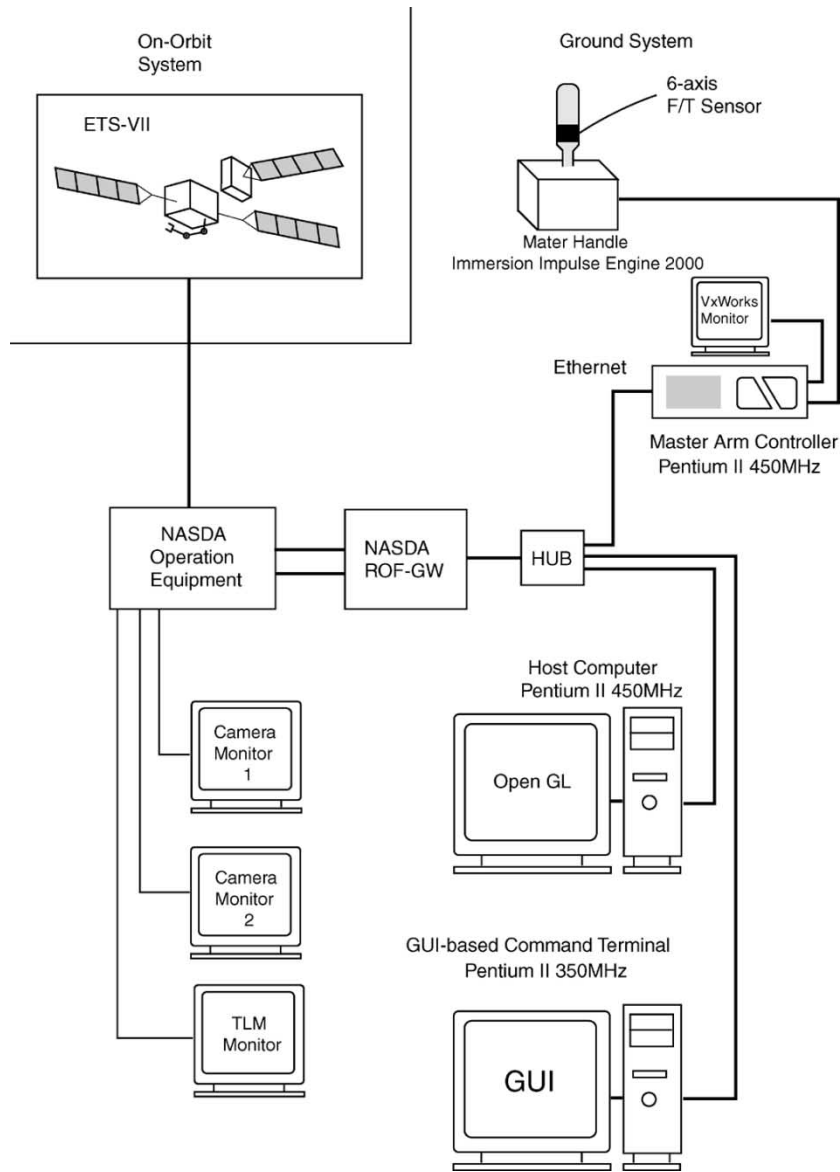 On-Orbit
System
ETS-VII
Ground System
6-axis
F/T Sensor
Mater Handle
Immersion Impulse Engine 2000
VxWorks
Monitor
Ethernet
Master Arm Controller
Pentium II 450MHz
NASDA
Operation
Equipment
NASDA
ROF-GW
HUB
Camera
Monitor
1
Camera
Monitor
2
TLM
Monitor
Host Computer
Pentium II 450MHz
Open GL
GUI-based Command Terminal
Pentium II 350MHz
GUI